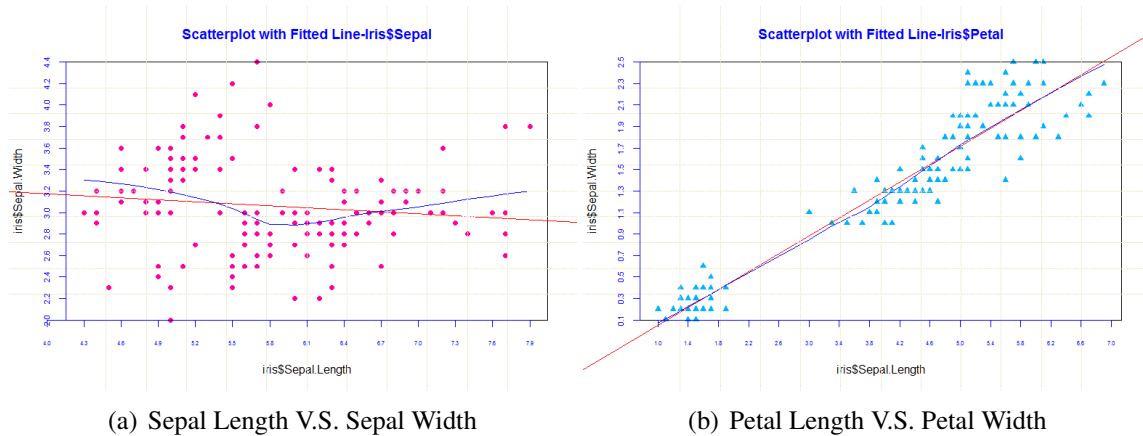 Scatterplot with Fitted Line-Iris$Sepal
iris$Sepal.Width
4.4
4.2
4.0
3.8
3.6
3.4
3.2
3.0
2.8
2.6
2.4
2.2
2.0
4.0 4.3 4.6 4.9 5.2 5.5 5.8 6.1 6.4 6.7 7.0 7.3 7.6 7.9
iris$Sepal.Length
(a) Sepal Length V.S. Sepal Width
Scatterplot with Fitted Line-Iris$Petal
iris$Sepal.Width
2.5
2.3
2.1
1.9
1.7
1.5
1.3
1.1
0.9
0.7
0.5
0.3
0.1
1.0 1.4 1.8 2.2 2.6 3.0 3.4 3.8 4.2 4.6 5.0 5.4 5.8 6.2 6.6 7.0
iris$Sepal.Length
(b) Petal Length V.S. Petal Width